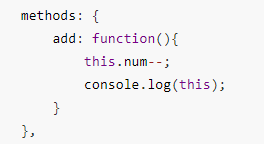 methods: {
    add: function(){
        this.num--;
        console.log(this);
    }
},